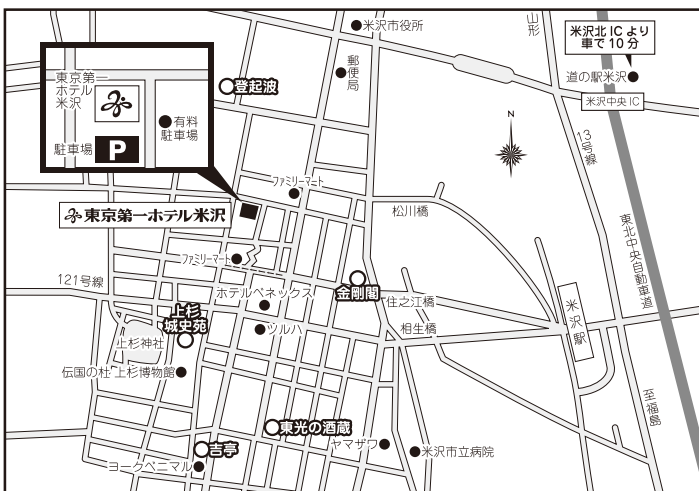 米沢市役所
郵便局
山形
米沢北ICより
車で10分
道の駅米沢
米沢中央IC
東京第一
ホテル
米沢
有料
駐車場
駐車場
P
登起波
N
13号線
ファミリーマート
東京第一ホテル米沢
松川橋
東北中央自動車道
ファミリーマート
121号線
ホテルベネックス
金剛閣
住之江橋
米沢駅
上杉
城史苑
ツルハ
相生橋
上杉神社
伝国の杜 上杉博物館
至福島
東光の酒蔵
吉亭
ヤマザワ
米沢市立病院
ヨークベニマル